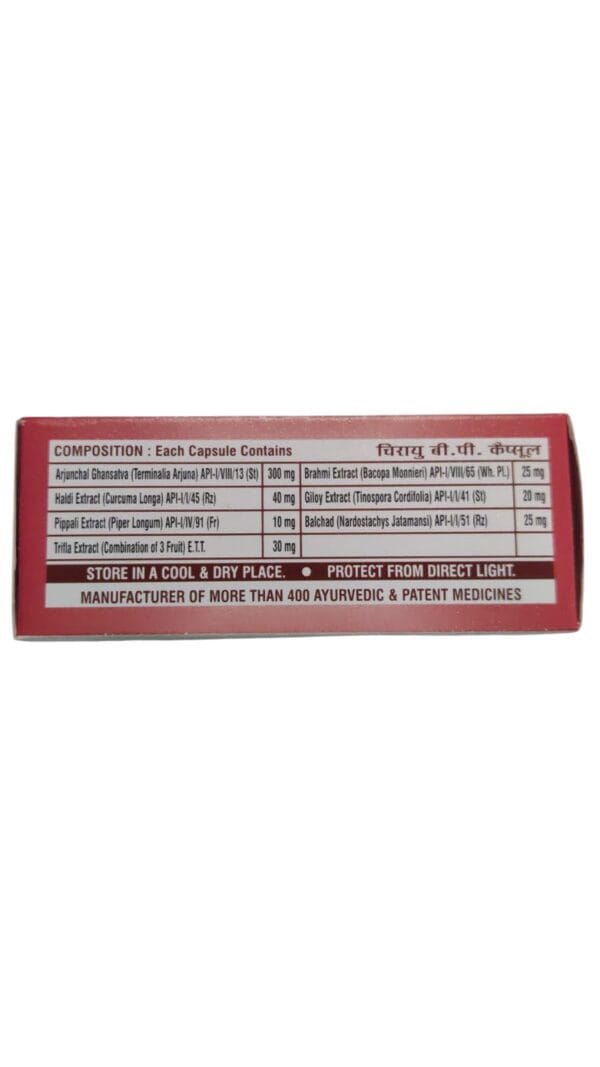 COMPOSITION : Each Capsule Contains चिरायु बी.पी. कैप्सूल
Arjunchal Ghansatva (Terminalia Arjuna) API-I/VIII/13 (St) 300 mg Brahmi Extract (Bacopa Monnieri) API-I/VIII/65 (Wh. Pl.) 25 mg
Haldi Extract (Curcuma Longa) API-I/I/45 (Rz) 40 mg Giloy Extract (Tinospora Cordifolia) API-I/I/41 (St) 20 mg
Pippali Extract (Piper Longum) API-I/IV/91 (Fr) 10 mg Balchad (Nardostachys Jatamansi) API-I/I/51 (Rz) 25 mg
Trifla Extract (Combination of 3 Fruit) E.T.T. 30 mg
STORE IN A COOL & DRY PLACE. ● PROTECT FROM DIRECT LIGHT.
MANUFACTURER OF MORE THAN 400 AYURVEDIC & PATENT MEDICINES